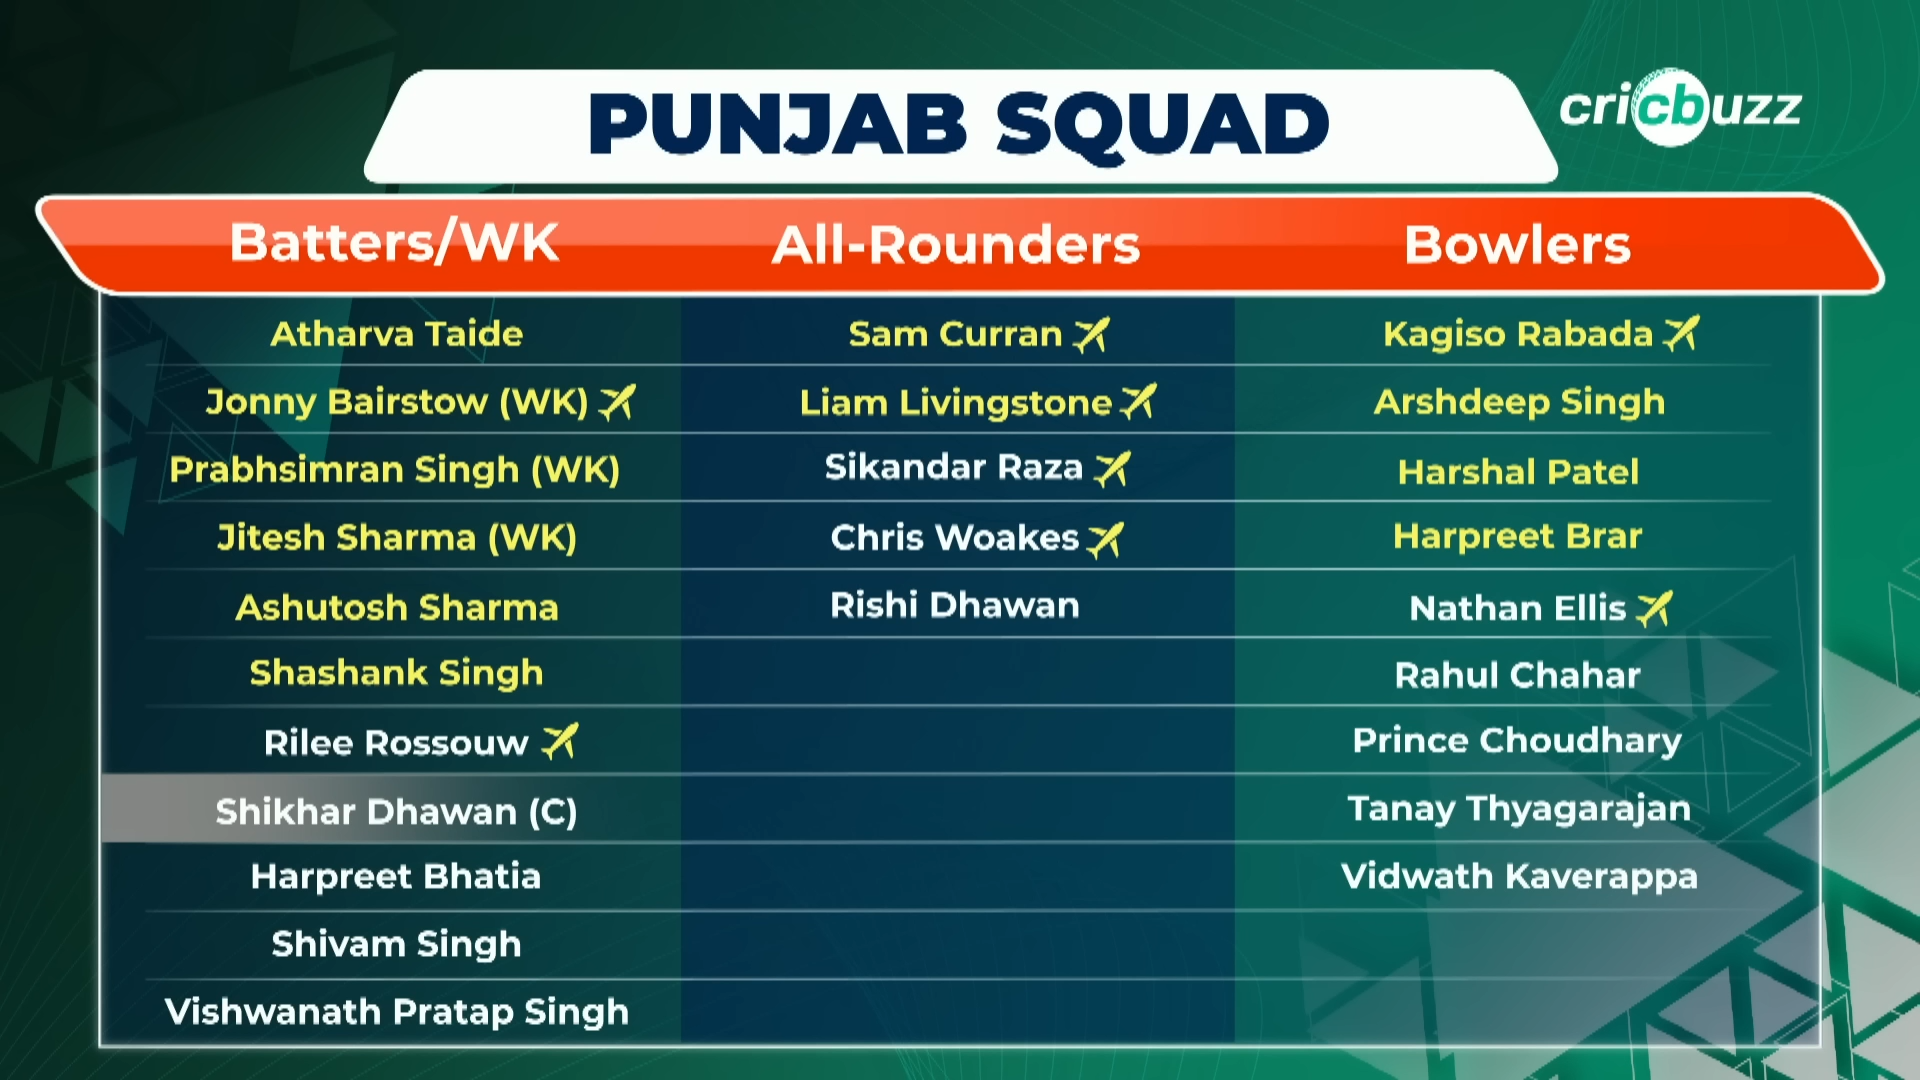 PUNJAB SQUAD
cricbuzz
Batters/WK
All-Rounders
Bowlers
Atharva Taide
Sam Curran
Kagiso Rabada
Jonny Bairstow (WK)
Liam Livingstone
Arshdeep Singh
Prabhsimran Singh (WK)
Sikandar Raza
Harshal Patel
Jitesh Sharma (WK)
Chris Woakes
Harpreet Brar
Ashutosh Sharma
Rishi Dhawan
Nathan Ellis
Shashank Singh
Rahul Chahar
Rilee Rossouw
Prince Choudhary
Shikhar Dhawan (C)
Tanay Thyagarajan
Harpreet Bhatia
Vidwath Kaverappa
Shivam Singh
Vishwanath Pratap Singh